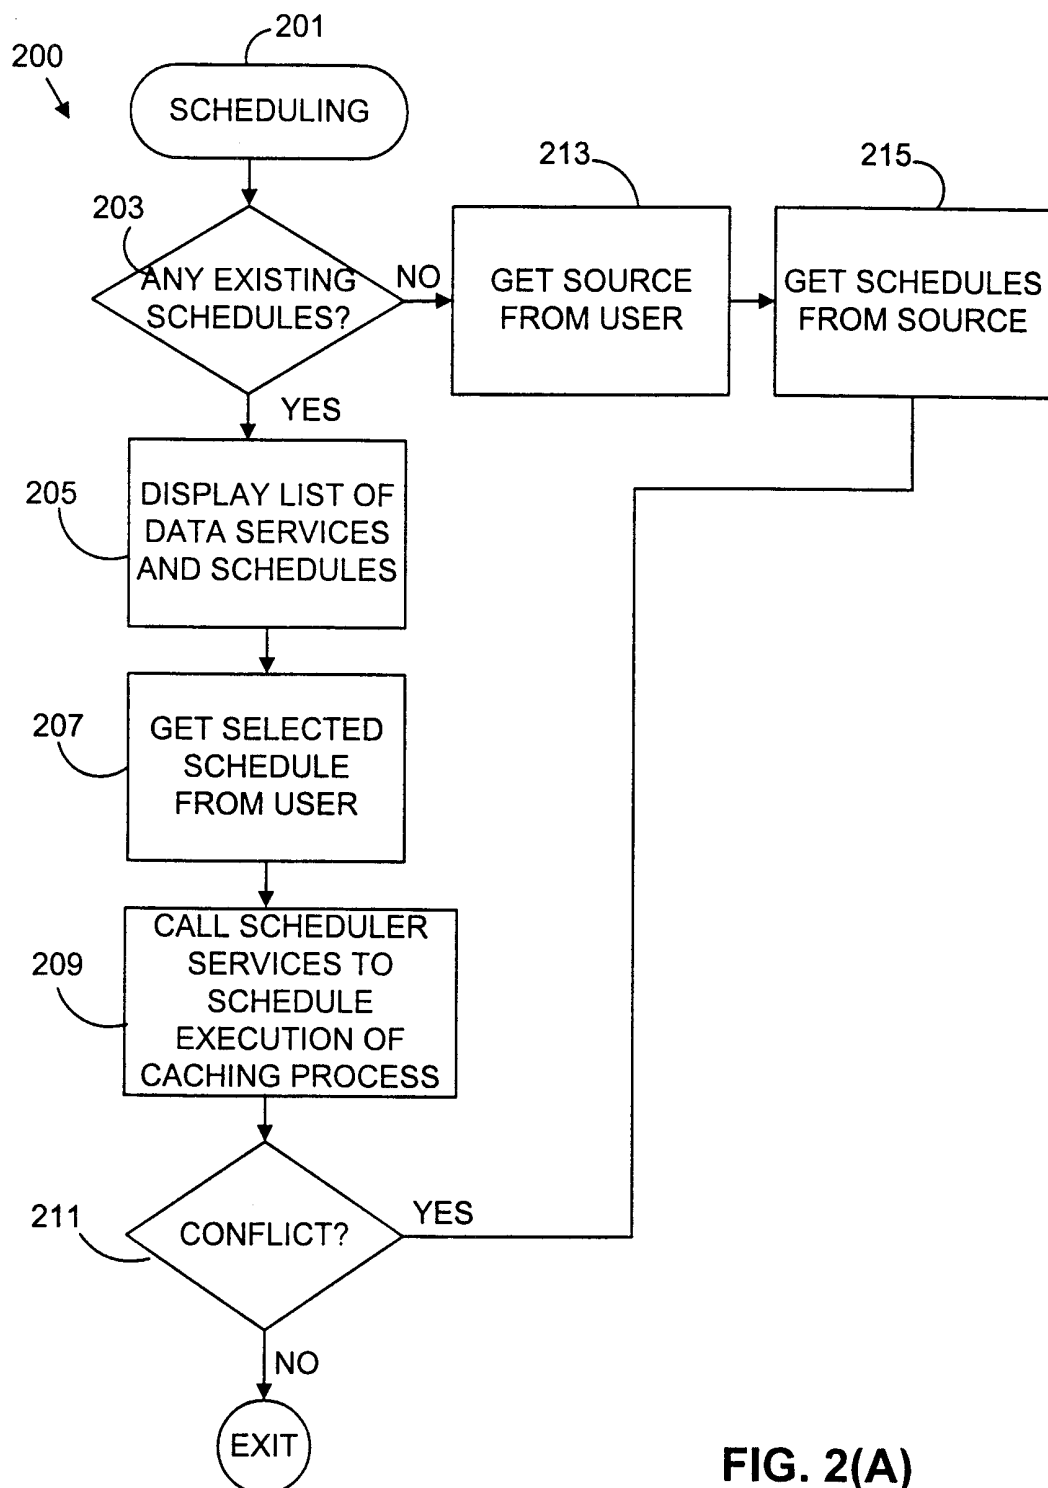 200
201
SCHEDULING
203
ANY EXISTING
SCHEDULES?
NO
213
GET SOURCE
FROM USER
215
GET SCHEDULES
FROM SOURCE
YES
205
DISPLAY LIST OF
DATA SERVICES
AND SCHEDULES
207
GET SELECTED
SCHEDULE
FROM USER
209
CALL SCHEDULER
SERVICES TO
SCHEDULE
EXECUTION OF
CACHING PROCESS
211
CONFLICT?
YES
NO
EXIT
FIG. 2(A)